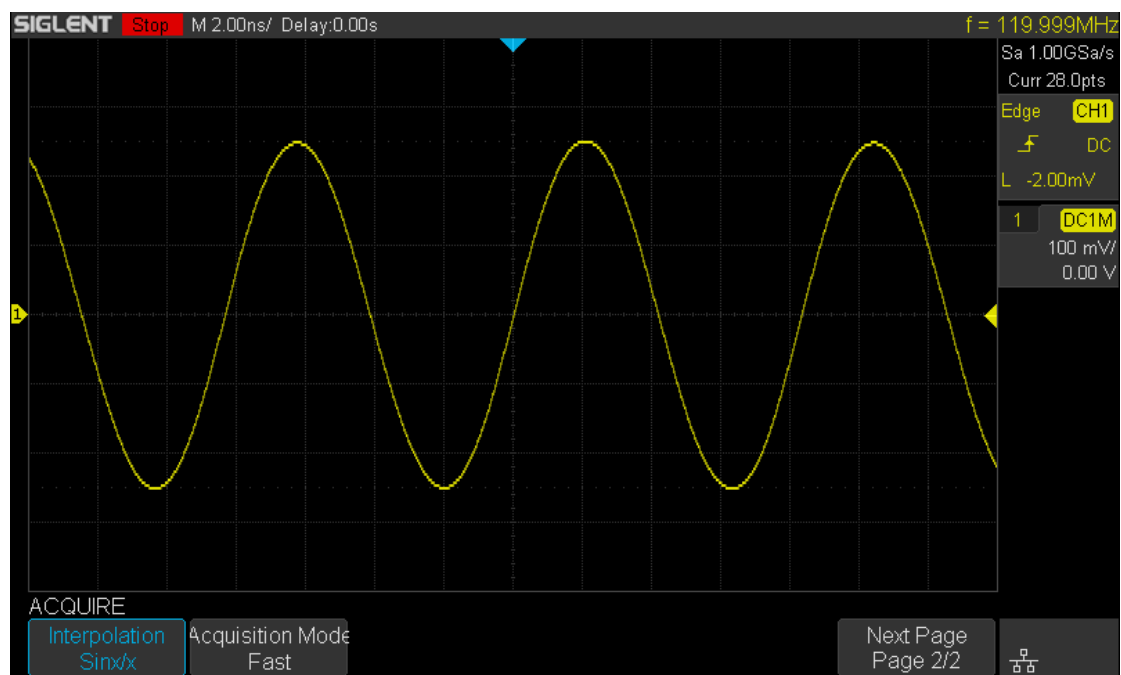 SIGLENT Stop M 2.00ns/ Delay:0.00s f = 119.999MHz
Sa 1.00GSa/s
Curr 28.0pts
Edge CH1
DC
L -2.00mV
1 DC1M
100 mV/
0.00 V
1
ACQUIRE
Interpolation
Sinx/x
Acquisition Mode
Fast
Next Page
Page 2/2